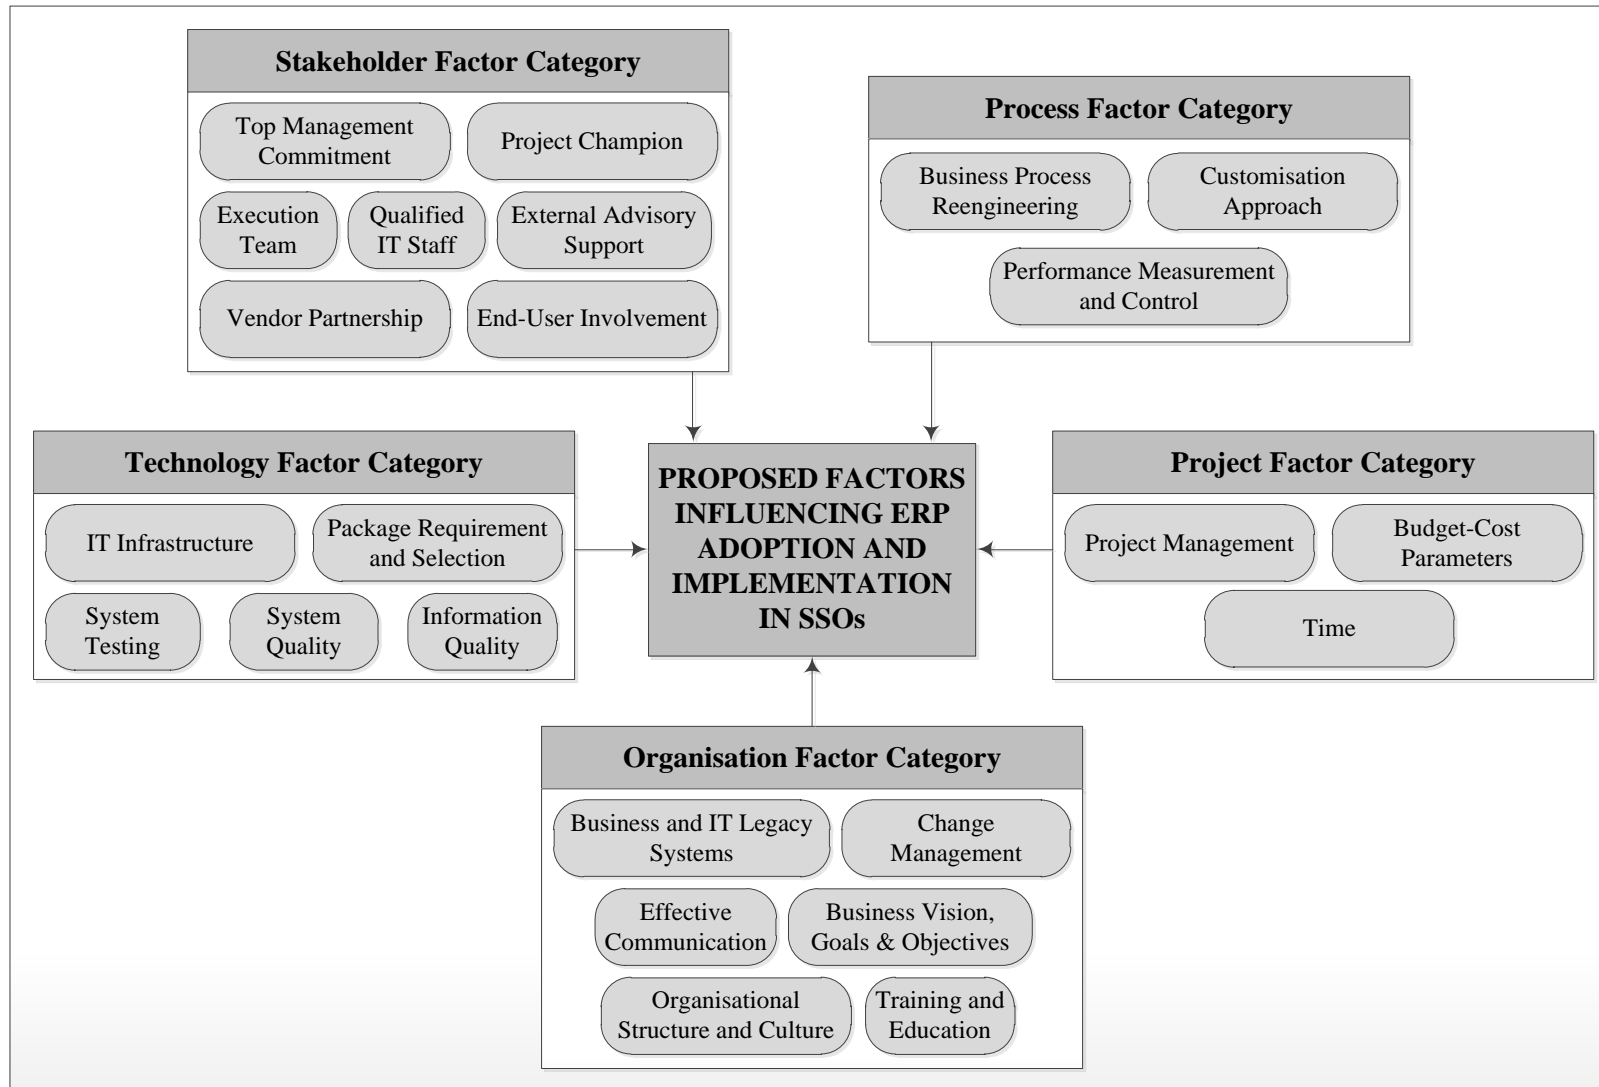 Stakeholder Factor Category
Top Management
Commitment
Project Champion
Execution
Team
Qualified
IT Staff
External Advisory
Support
Vendor Partnership
End-User Involvement
Process Factor Category
Business Process
Reengineering
Customisation
Approach
Performance Measurement
and Control
Technology Factor Category
IT Infrastructure
Package Requirement
and Selection
System
Testing
System
Quality
Information
Quality
PROPOSED FACTORS
INFLUENCING ERP
ADOPTION AND
IMPLEMENTATION
IN SSOs
Project Factor Category
Project Management
Budget-Cost
Parameters
Time
Organisation Factor Category
Business and IT Legacy
Systems
Change
Management
Effective
Communication
Business Vision,
Goals & Objectives
Organisational
Structure and Culture
Training and
Education